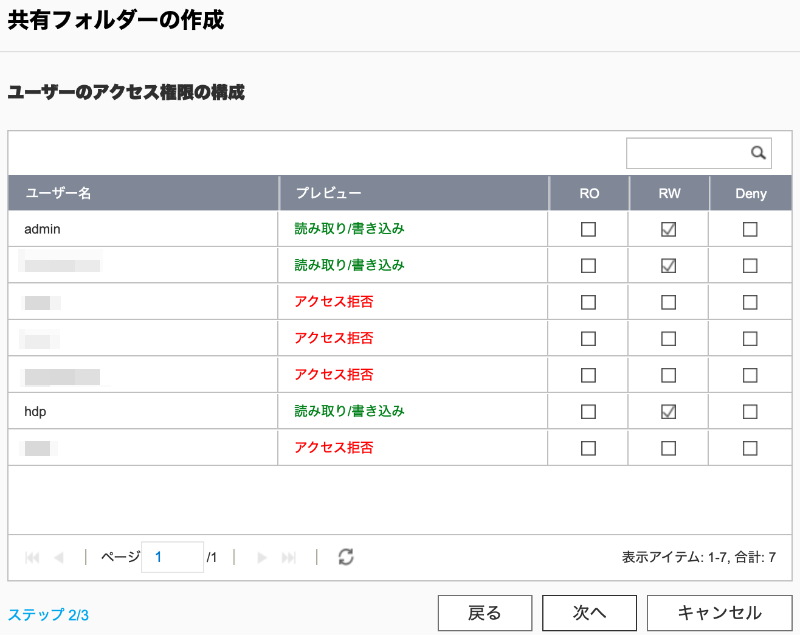 共有フォルダーの作成
ユーザーのアクセス権限の構成
ユーザー名 プレビュー RO RW Deny
admin 読み取り/書き込み
読み取り/書き込み
アクセス拒否
アクセス拒否
アクセス拒否
hdp 読み取り/書き込み
アクセス拒否
ページ 1 /1 表示アイテム: 1-7, 合計: 7
ステップ 2/3 戻る 次へ キャンセル